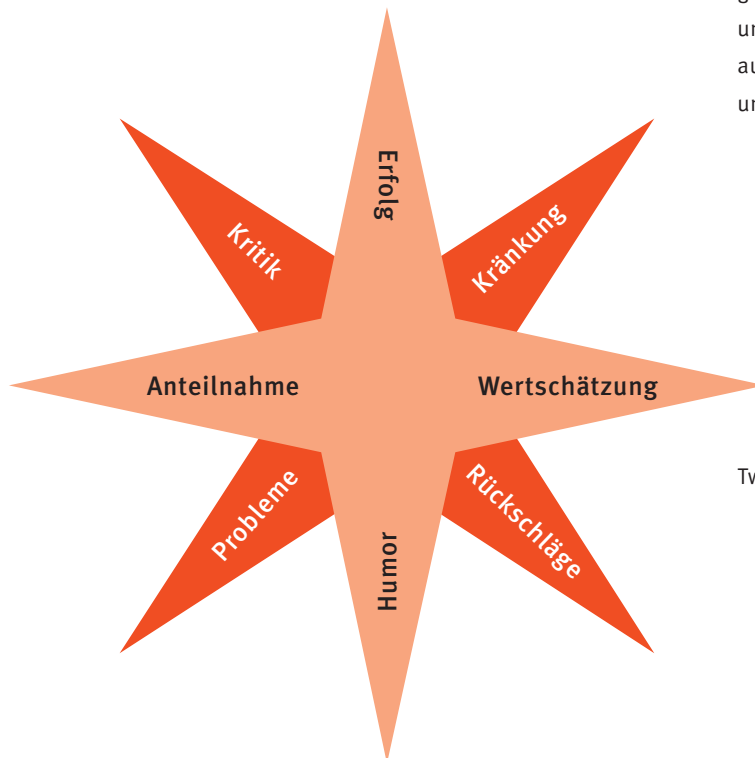 Erfolg
Kritik
Kränkung
Anteilnahme
Wertschätzung
Probleme
Rückschläge
Humor